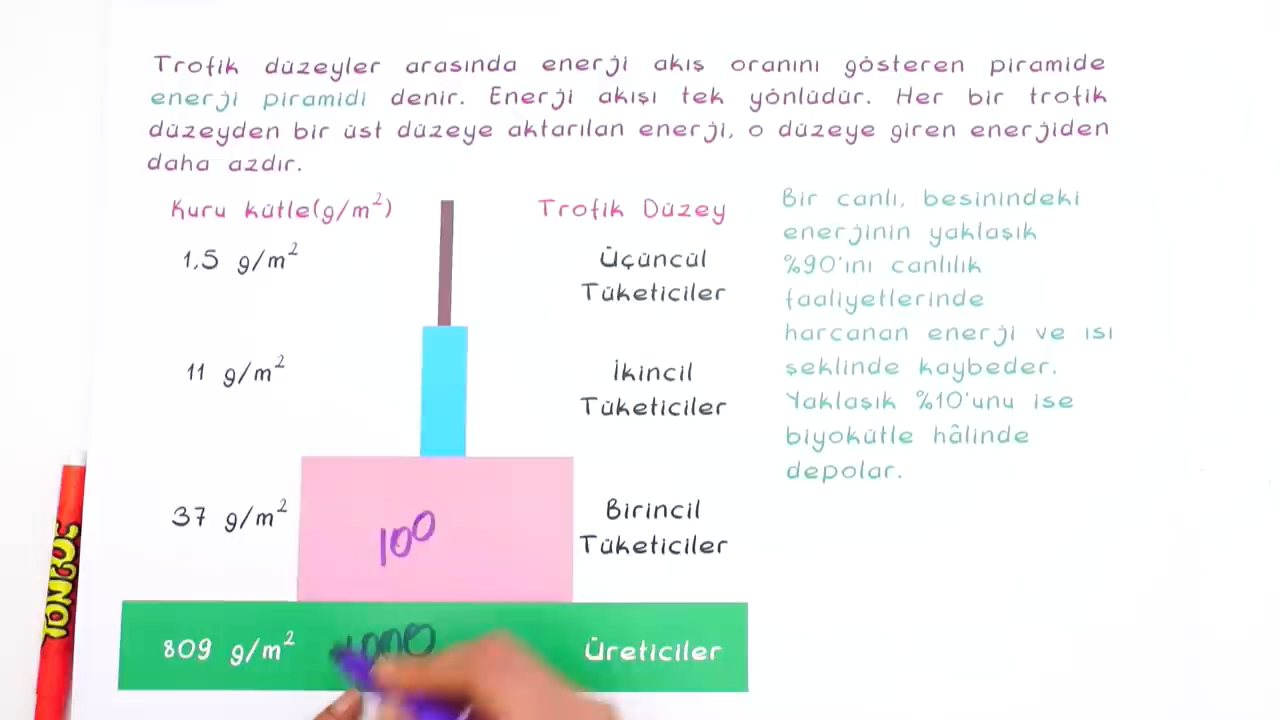 Trofik düzeyler arasında enerji akış oranını gösteren piramide
enerji piramidi denir. Enerji akışı tek yönlüdür. Her bir trofik
düzeyden bir üst düzeye aktarılan enerji, o düzeye giren enerjiden
daha azdır.
Kuru kütle(g/m²)
Trofik Düzey
1,5 g/m²
Üçüncül
Tüketiciler
11 g/m²
İkincil
Tüketiciler
37 g/m²
100
Birincil
Tüketiciler
809 g/m²
1000
Üreticiler
Bir canlı, besinindeki
enerjinin yaklaşık
%90'ını canlılık
faaliyetlerinde
harcanan enerji ve ısı
şeklinde kaybeder.
Yaklaşık %10'unu ise
biyokütle hâlinde
depolar.
TONGUÇ